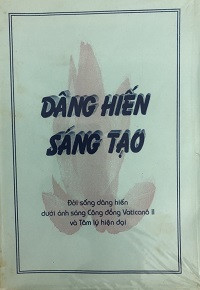 DÂNG HIẾN
SÁNG TẠO
Đời sống dâng hiến
dưới ánh sáng Công đồng Vaticanô II
và Tâm lý hiện đại